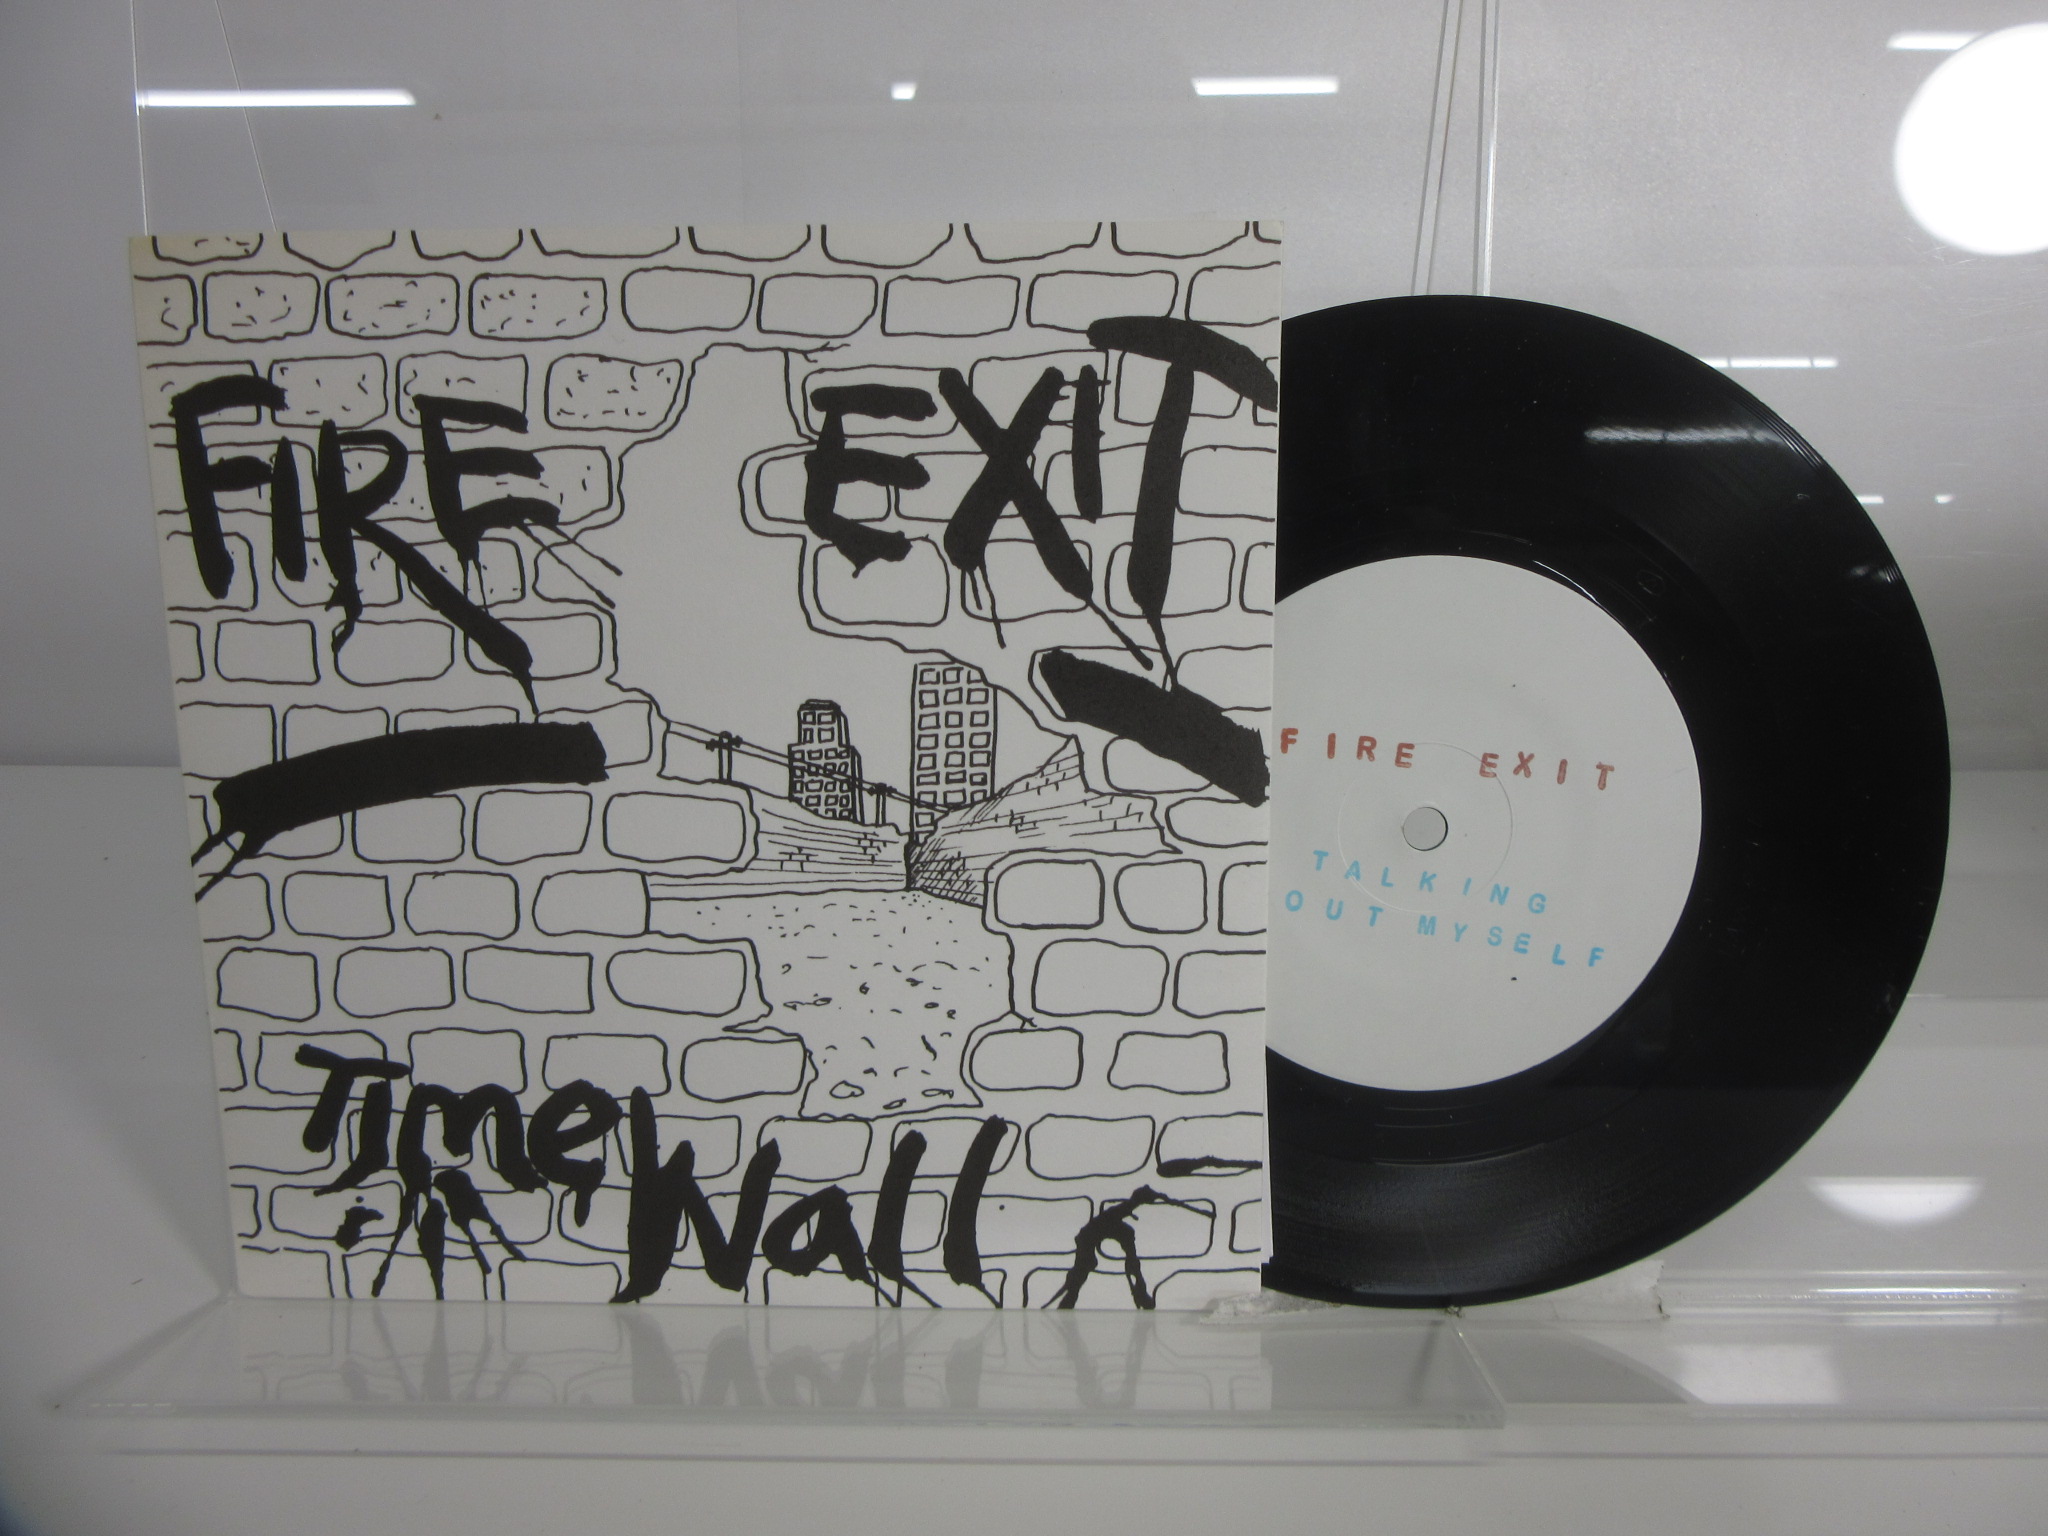 FIRE EXIT
Time Wall
FIRE EXIT
TALKING
OUT MYSELF